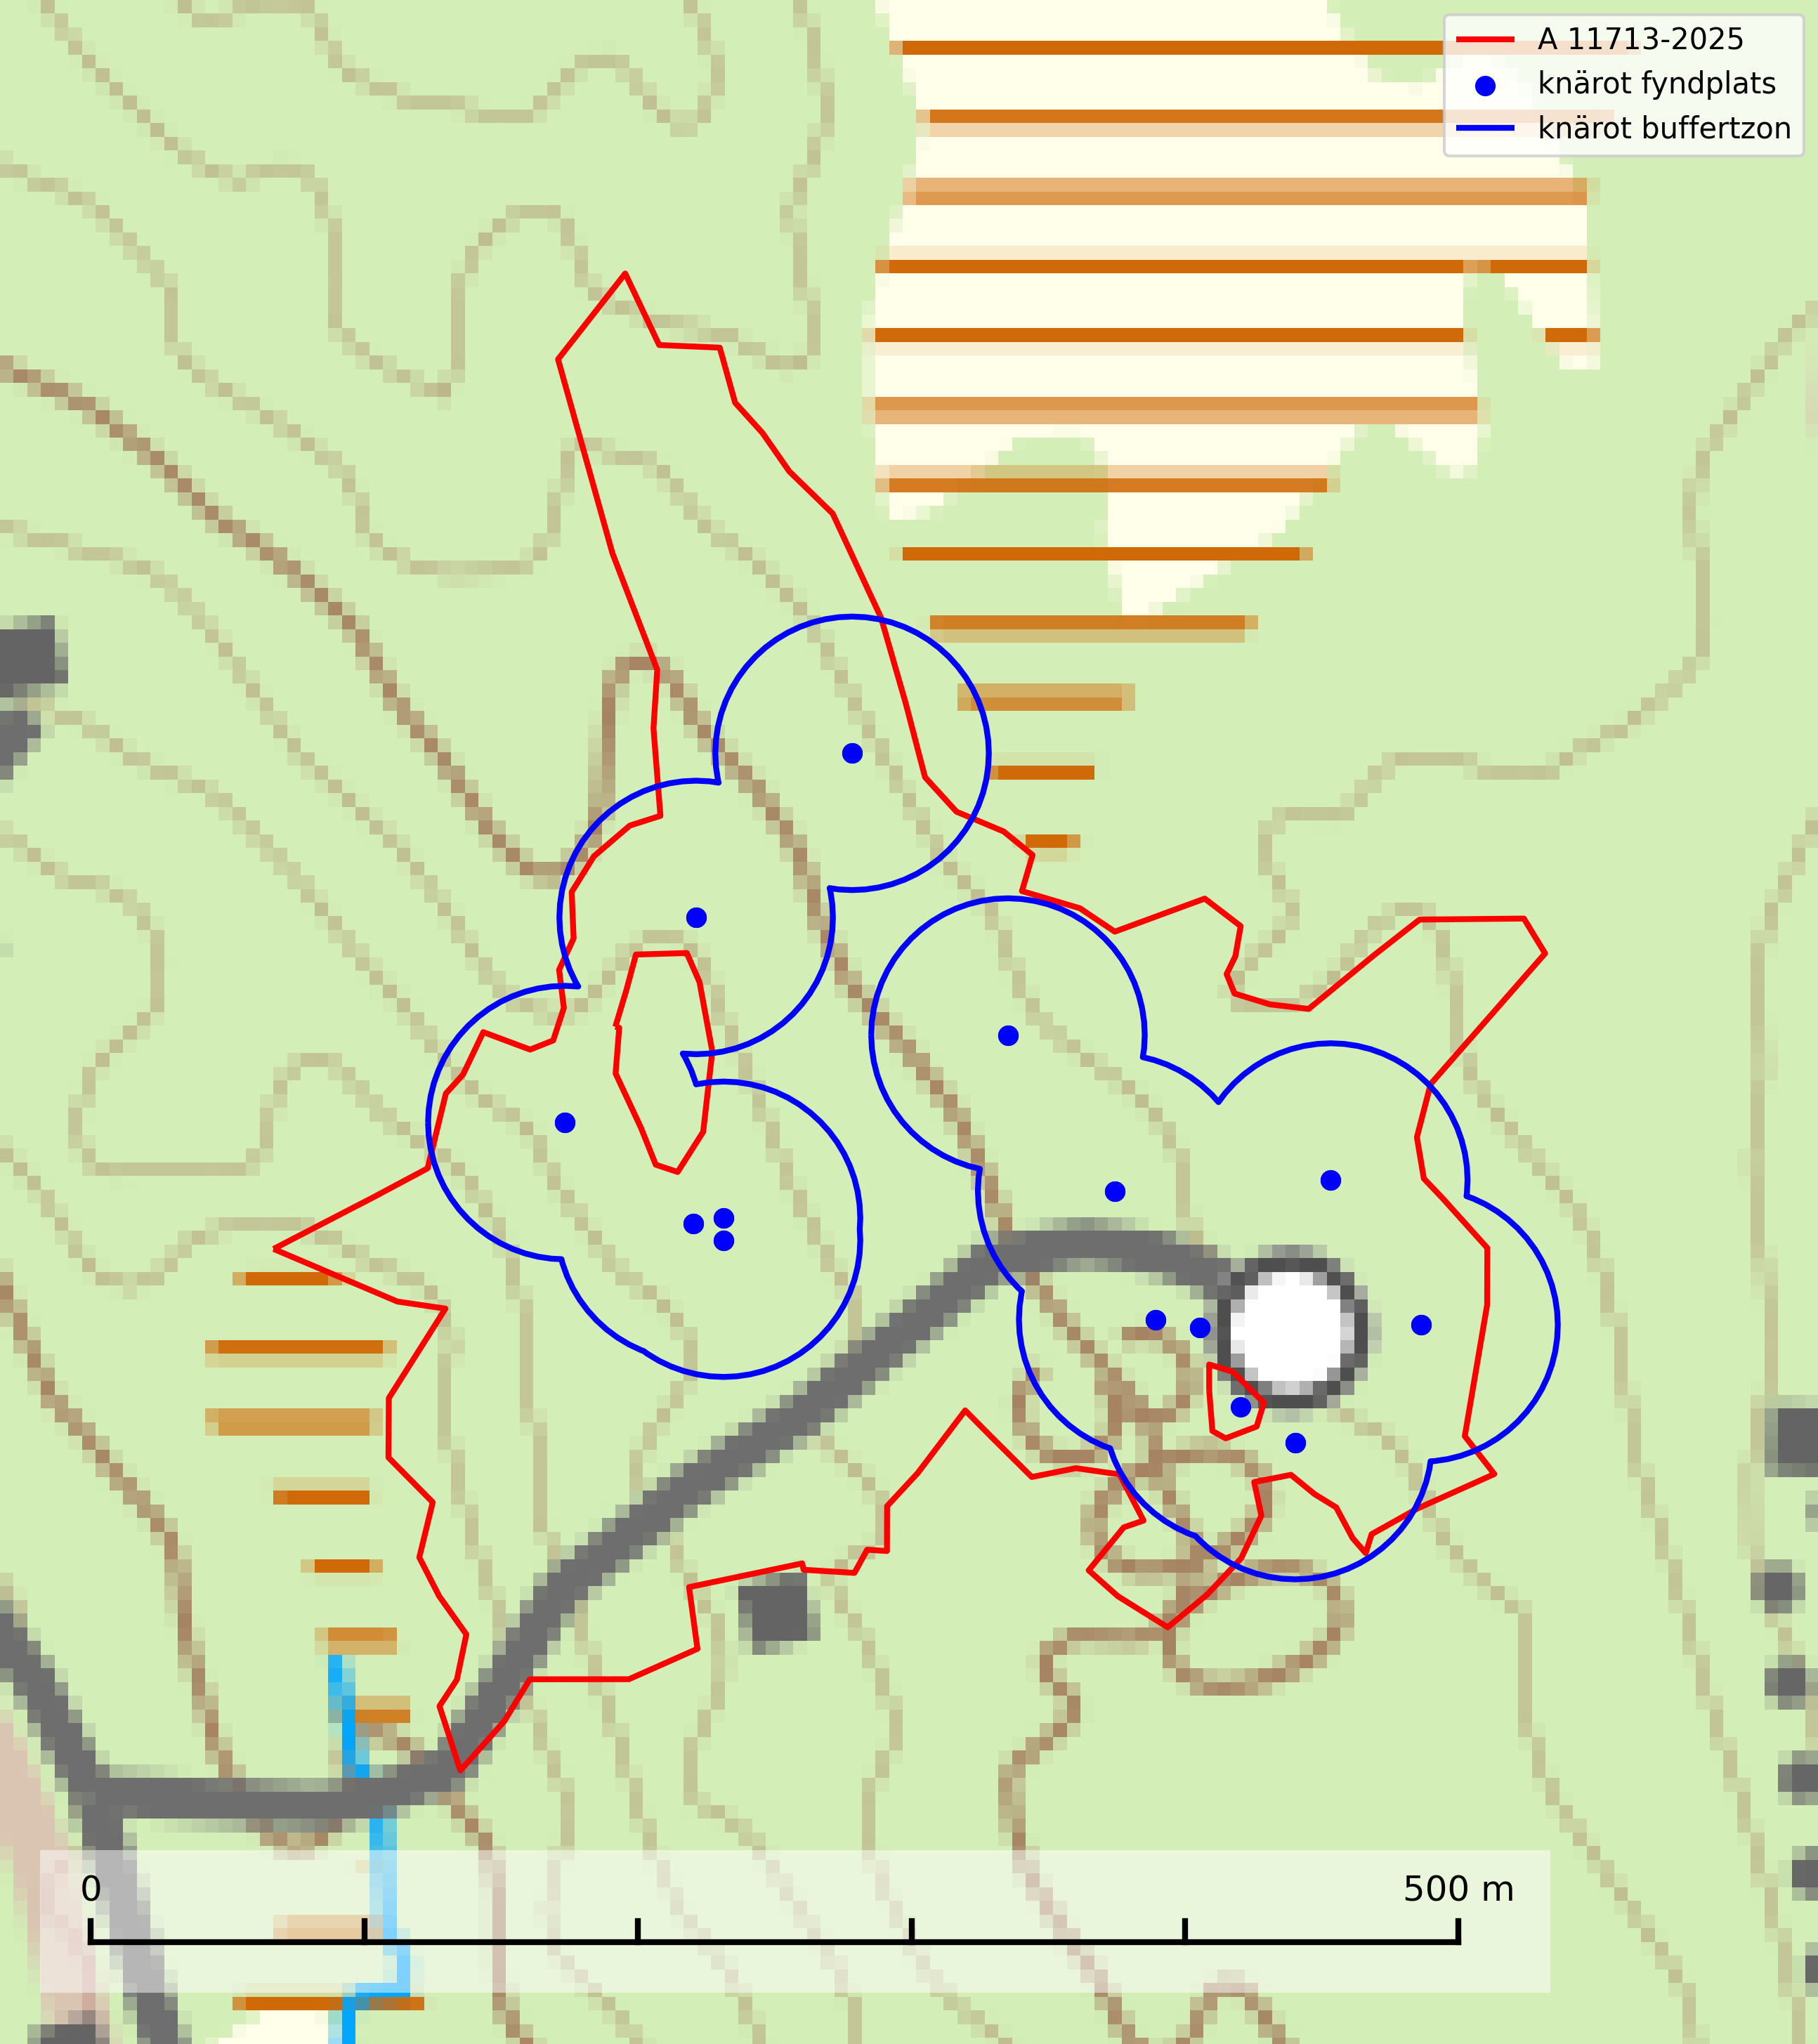 A 11713-2025
knärot fyndplats
knärot buffertzon
0
500 m